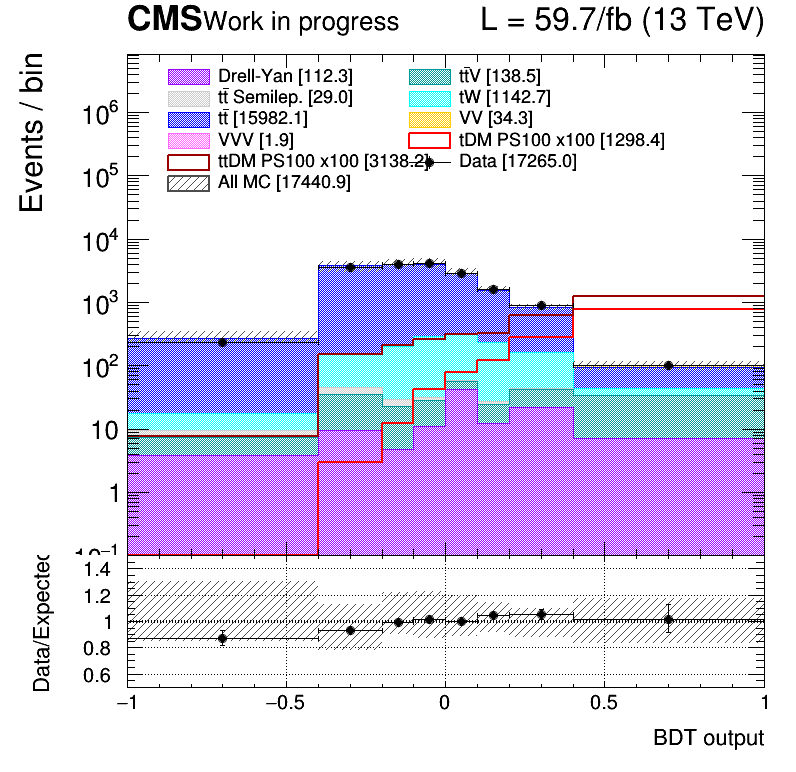 CMS Work in progress L = 59.7/fb (13 TeV)
Events / bin
Drell-Yan [112.3] tt̄V [138.5]
tt̄ Semilep. [29.0] tW [1142.7]
tt̄ [15982.1] VV [34.3]
VVV [1.9] tDM PS100 x100 [1298.4]
ttDM PS100 x100 [3138.2] Data [17265.0]
All MC [17440.9]
10⁶
10⁵
10⁴
10³
10²
10
1
10⁻¹
Data/Expected
1.4
1.2
1
0.8
0.6
−1 −0.5 0 0.5 1
BDT output